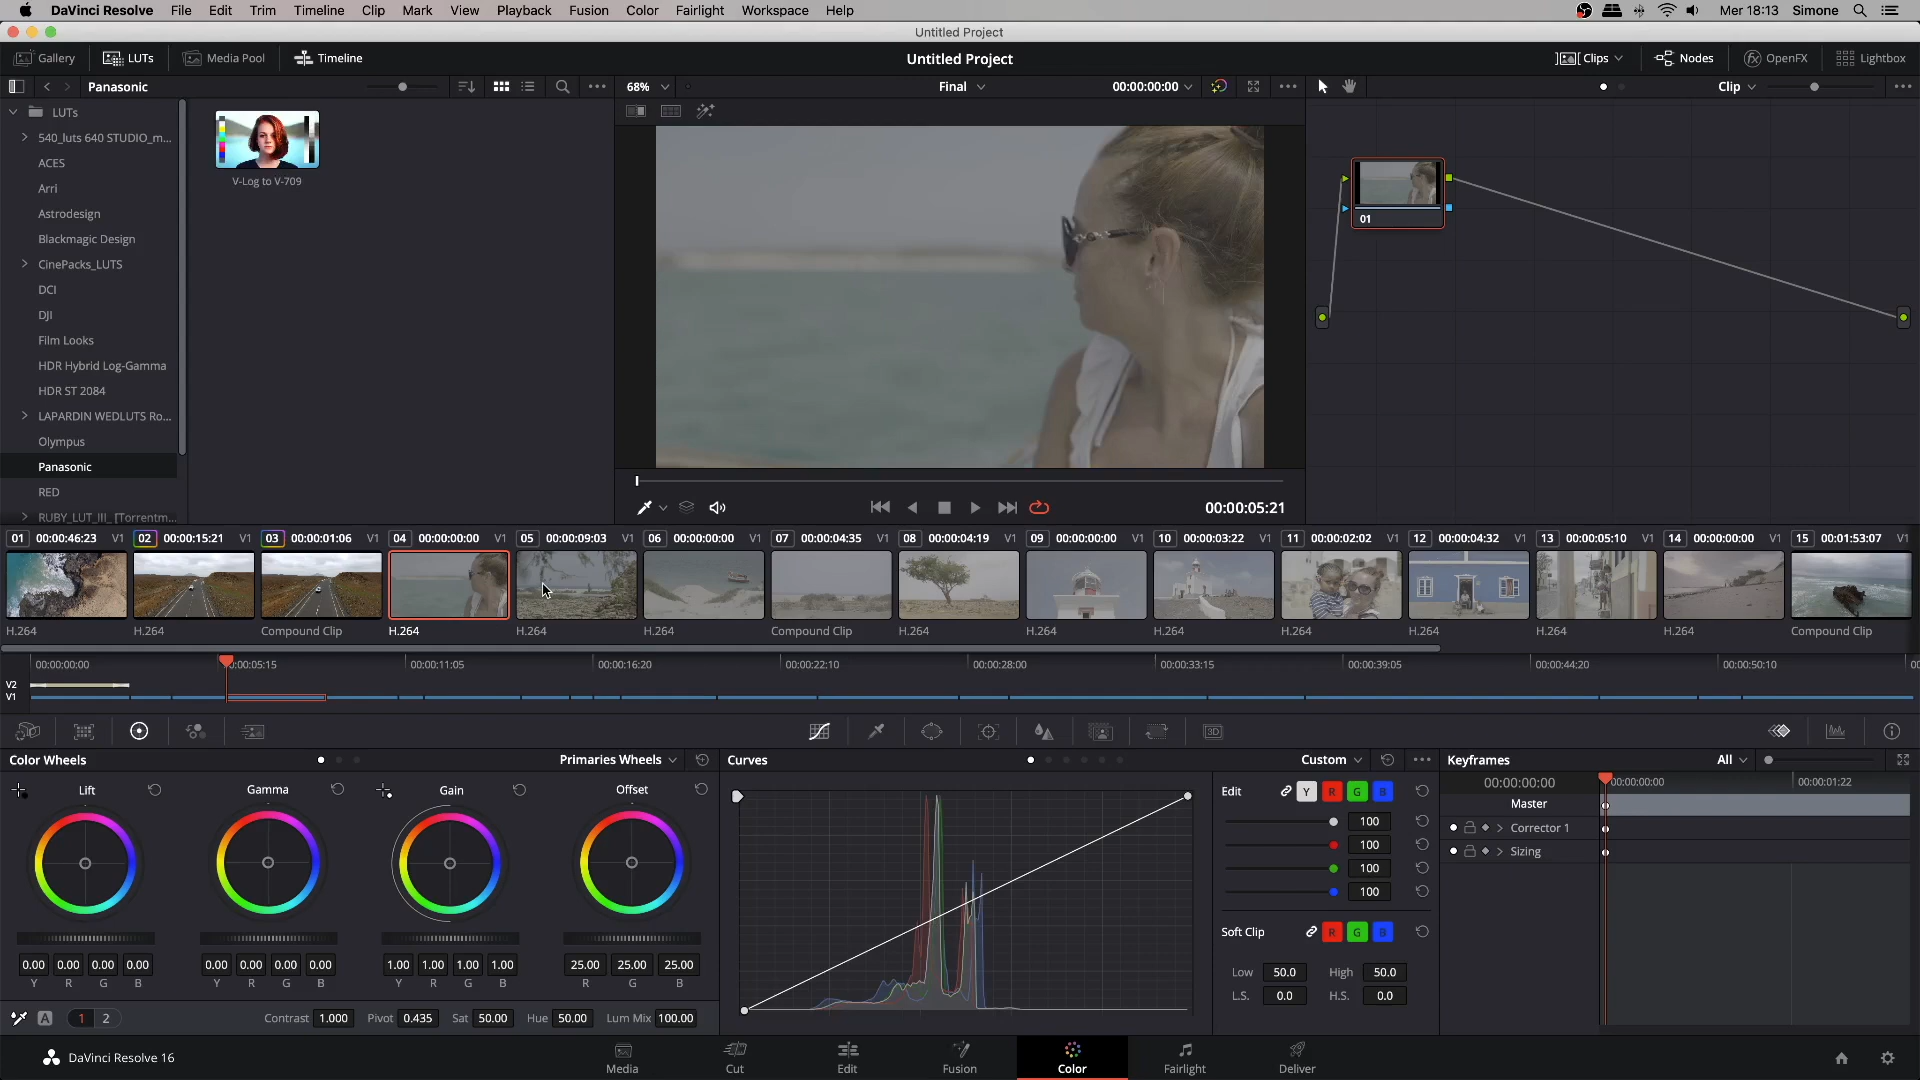 DaVinci Resolve File Edit Trim Timeline Clip Mark View Playback Fusion Color Fairlight Workspace Help Mer 18:13 Simone
Untitled Project
Gallery LUTs Media Pool Timeline Untitled Project Clips Nodes OpenFX Lightbox
Panasonic 68% Final 00:00:00:00 Clip
LUTs
540_luts 640 STUDIO_m...
ACES
Arri
Astrodesign
Blackmagic Design
CinePacks_LUTS
DCI
DJI
Film Looks
HDR Hybrid Log-Gamma
HDR ST 2084
LAPARDIN WEDLUTS Ro...
Olympus
Panasonic
RED
RUBY_LUT_III_ [Torrentm...
V-Log to V-709
01
00:00:05:21
01 00:00:46:23 V1 02 00:00:15:21 V1 03 00:00:01:06 V1 04 00:00:00:00 V1 05 00:00:09:03 V1 06 00:00:00:00 V1 07 00:00:04:35 V1 08 00:00:04:19 V1 09 00:00:00:00 V1 10 00:00:03:22 V1 11 00:00:02:02 V1 12 00:00:04:32 V1 13 00:00:05:10 V1 14 00:00:00:00 V1 15 00:01:53:07 V1
H.264 H.264 Compound Clip H.264 H.264 H.264 Compound Clip H.264 H.264 H.264 H.264 H.264 H.264 H.264 Compound Clip
00:00:00:00 00:00:05:15 00:00:11:05 00:00:16:20 00:00:22:10 00:00:28:00 00:00:33:15 00:00:39:05 00:00:44:20 00:00:50:10
V2
V1
3D
Color Wheels Primaries Wheels Curves Custom Keyframes All
Lift Gamma Gain Offset
0.00 0.00 0.00 0.00 0.00 0.00 0.00 0.00 1.00 1.00 1.00 1.00 25.00 25.00 25.00
Y R G B Y R G B Y R G B R G B
A 1 2 Contrast 1.000 Pivot 0.435 Sat 50.00 Hue 50.00 Lum Mix 100.00
Edit Y R G B
100
100
100
100
Soft Clip R G B
Low 50.0 High 50.0
L.S. 0.0 H.S. 0.0
00:00:00:00 00:00:00:00 00:00:01:22
Master
Corrector 1
Sizing
DaVinci Resolve 16 Media Cut Edit Fusion Color Fairlight Deliver